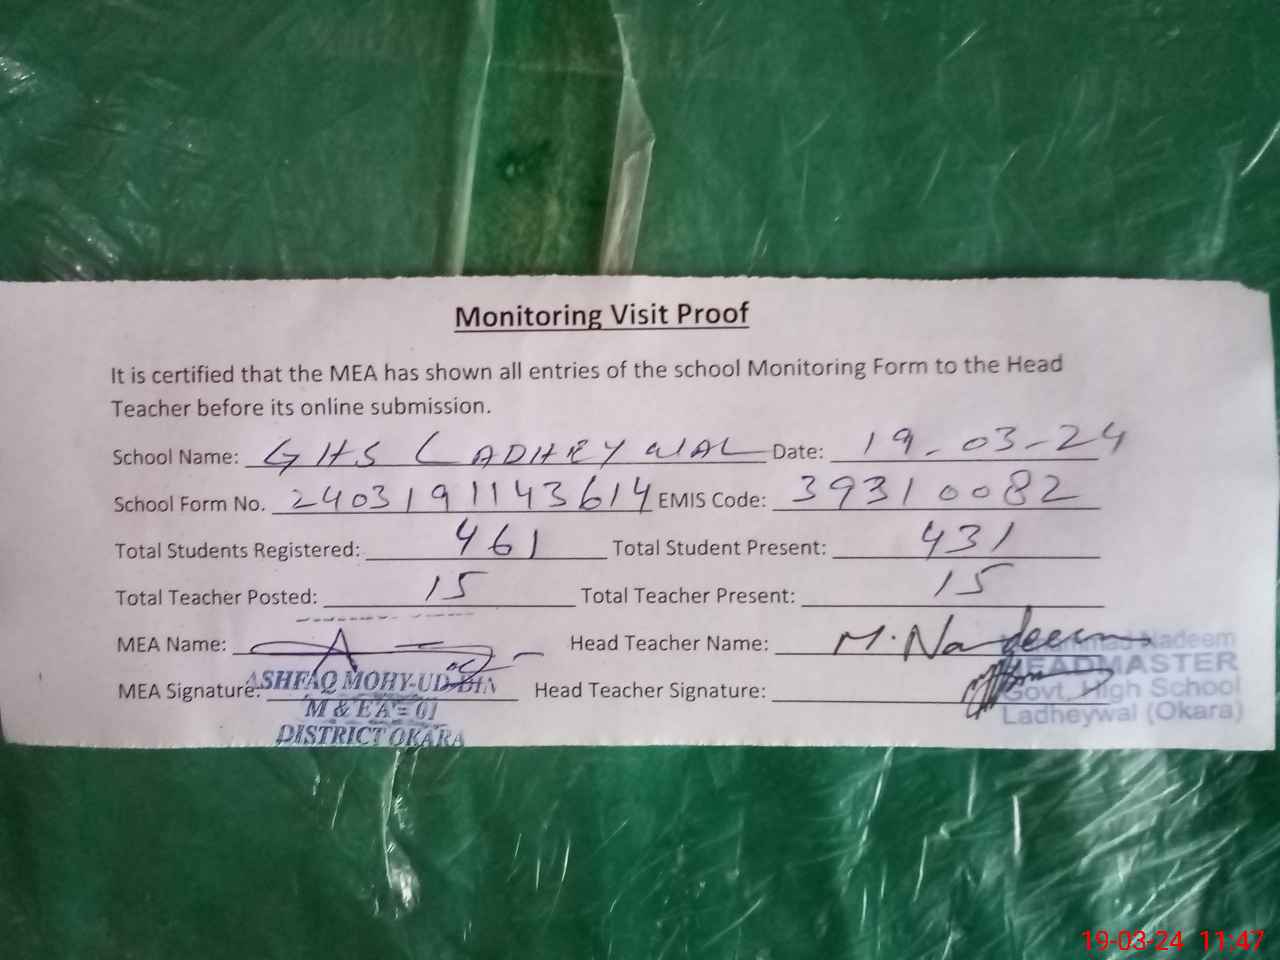 Monitoring Visit Proof
It is certified that the MEA has shown all entries of the school Monitoring Form to the Head
Teacher before its online submission.
School Name: GHS LADHEYWAL Date: 19-03-24
School Form No. 2403191143614 EMIS Code: 39310082
Total Students Registered: 461 Total Student Present: 431
Total Teacher Posted: 15 Total Teacher Present: 15
MEA Name: Head Teacher Name: M. Nadeem
MEA Signature: Head Teacher Signature:
ASHFAQ MOHY-UD-DIN
M & E A = 01
DISTRICT OKARA
Nadeem
HEADMASTER
Govt. High School
Ladheywal (Okara)
19-03-24 11:47